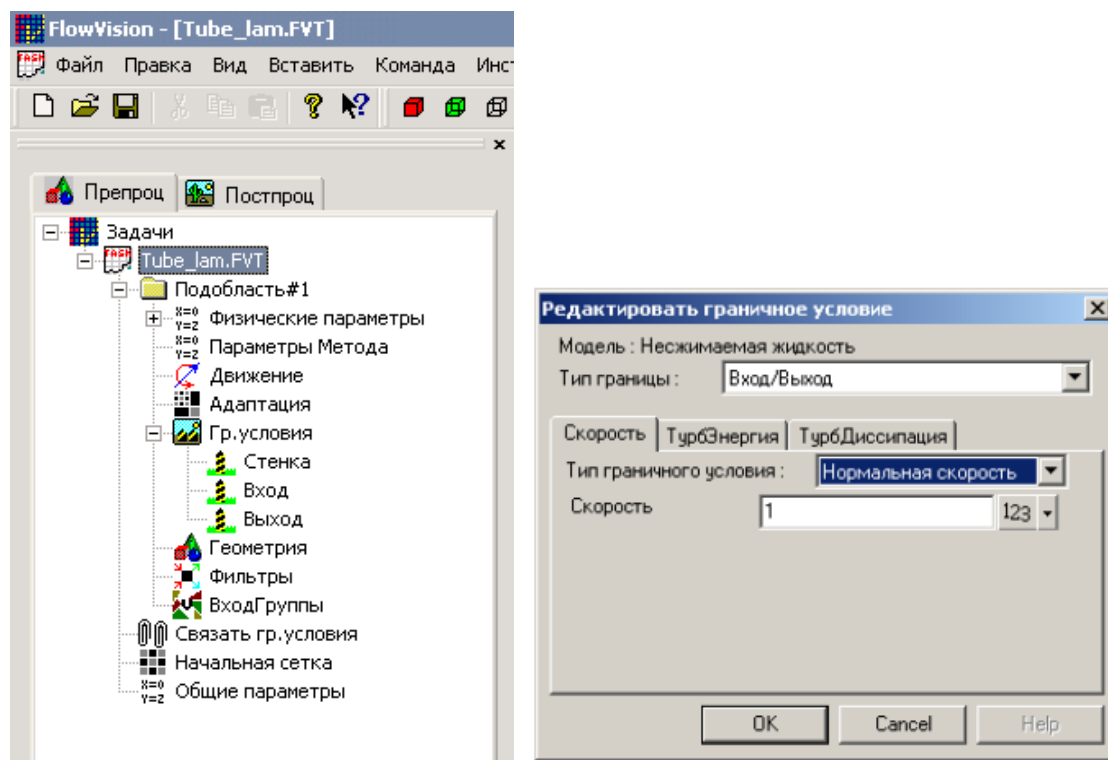 FlowVision - [Tube_lam.FVT]
Файл Правка Вид Вставить Команда Инс
Препроц Постпроц
Задачи
Tube_lam.FVT
Подобласть#1
Физические параметры
Параметры Метода
Движение
Адаптация
Гр.условия
Стенка
Вход
Выход
Геометрия
Фильтры
ВходГруппы
Связать гр.условия
Начальная сетка
Общие параметры
Редактировать граничное условие
Модель : Несжимаемая жидкость
Тип границы : Вход/Выход
Скорость ТурбЭнергия ТурбДиссипация
Тип граничного условия : Нормальная скорость
Скорость 1 123
OK Cancel Help